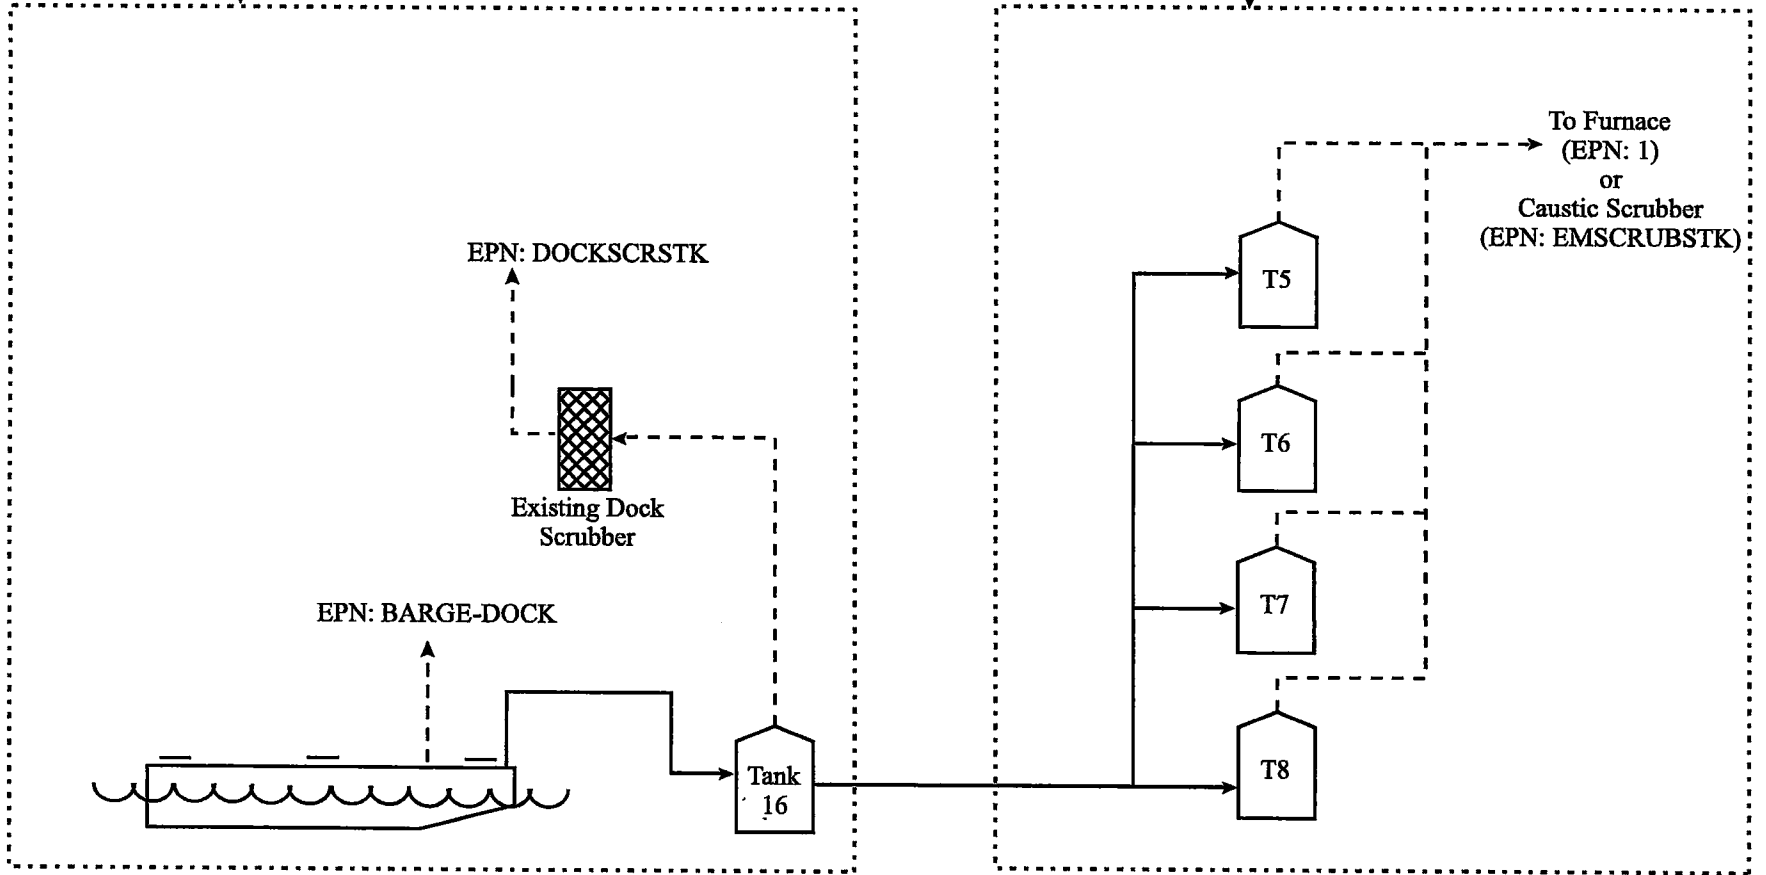 To Furnace
(EPN: 1)
or
Caustic Scrubber
(EPN: EMSCRUBSTK)
EPN: DOCKSCRSTK
T5
T6
Existing Dock
Scrubber
T7
EPN: BARGE-DOCK
Tank
16
T8